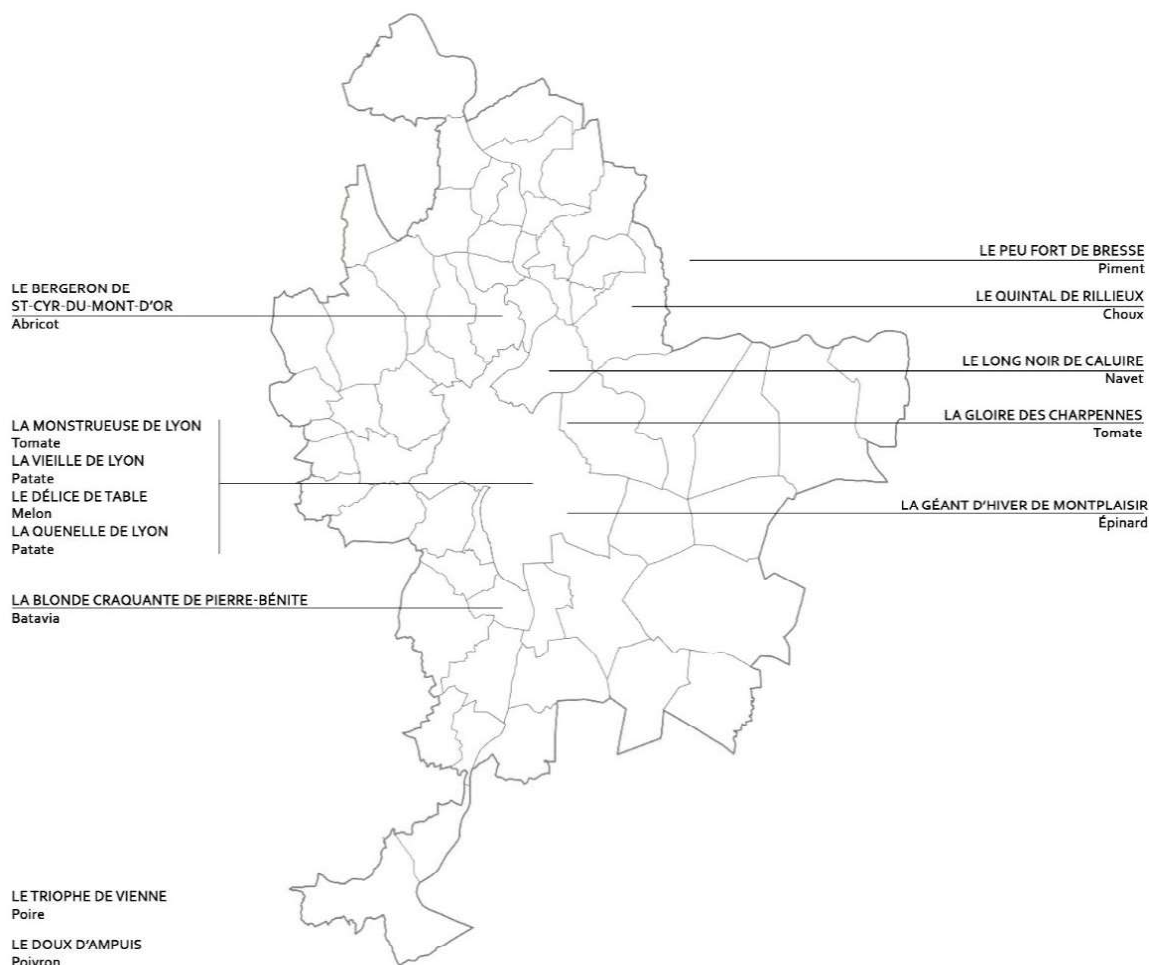 LE BERGERON DE
ST-CYR-DU-MONT-D'OR
Abricot
LA MONSTRUEUSE DE LYON
Tomate
LA VIEILLE DE LYON
Patate
LE DÉLICE DE TABLE
Melon
LA QUENELLE DE LYON
Patate
LA BLONDE CRAQUANTE DE PIERRE-BÉNITE
Batavia
LE TRIOPHE DE VIENNE
Poire
LE DOUX D'AMPUIS
Poivron
LE PEU FORT DE BRESSE
Piment
LE QUINTAL DE RILLIEUX
Choux
LE LONG NOIR DE CALUIRE
Navet
LA GLOIRE DES CHARPENNES
Tomate
LA GÉANT D'HIVER DE MONTPLAISIR
Épinard